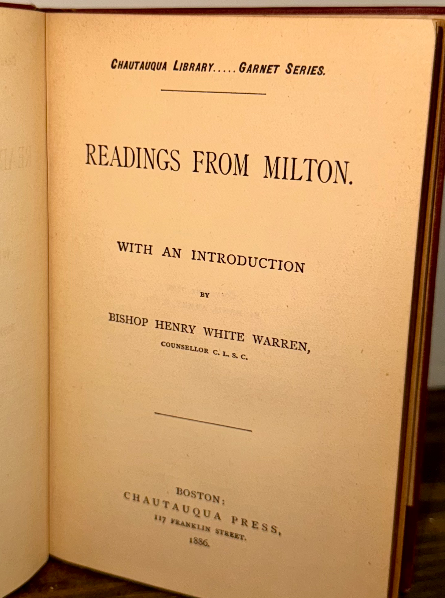 CHAUTAUQUA LIBRARY.....GARNET SERIES.
READINGS FROM MILTON.
WITH AN INTRODUCTION
BY
BISHOP HENRY WHITE WARREN,
COUNSELLOR C. L. S. C.
BOSTON:
CHAUTAUQUA PRESS,
117 FRANKLIN STREET.
1886.